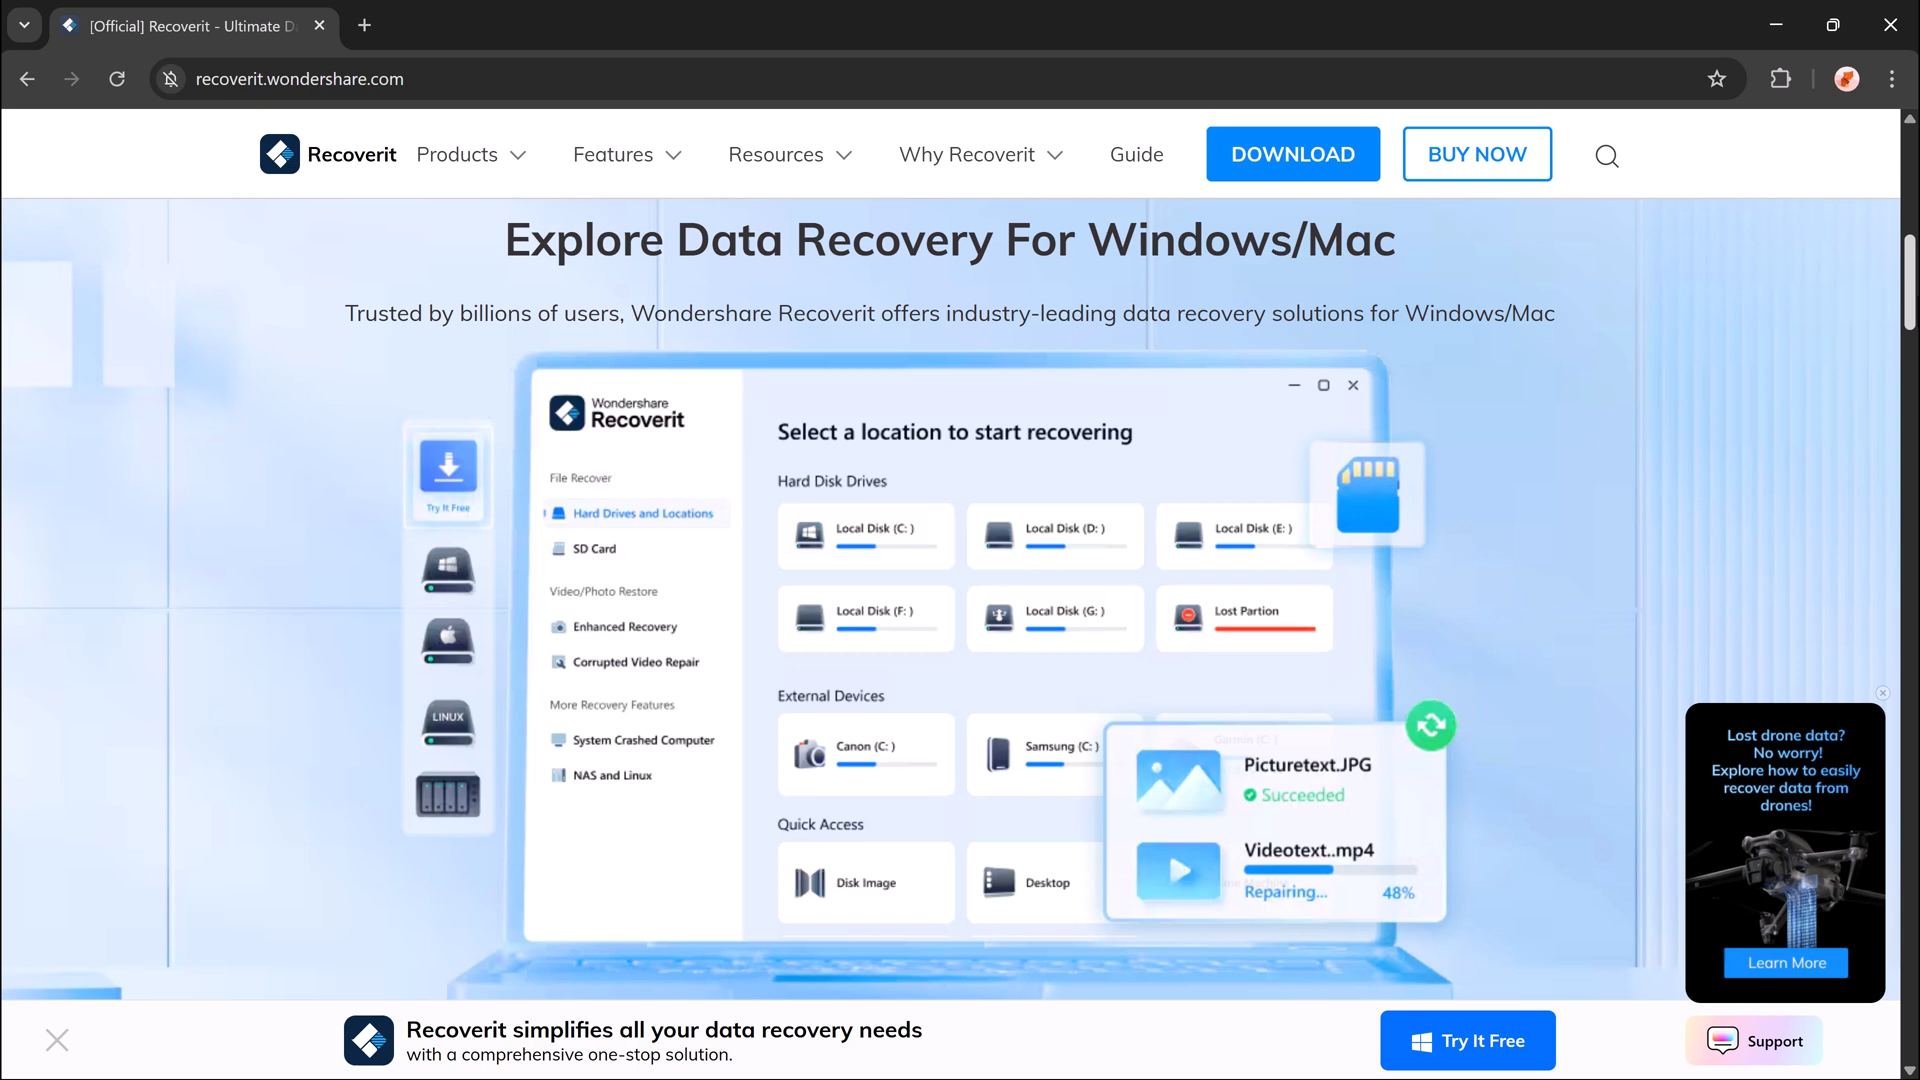 [Official] Recoverit - Ultimate D
recoverit.wondershare.com
Recoverit
Products
Features
Resources
Why Recoverit
Guide
DOWNLOAD
BUY NOW
Explore Data Recovery For Windows/Mac
Trusted by billions of users, Wondershare Recoverit offers industry-leading data recovery solutions for Windows/Mac
Try It Free
LINUX
Wondershare
Recoverit
File Recover
Hard Drives and Locations
SD Card
Video/Photo Restore
Enhanced Recovery
Corrupted Video Repair
More Recovery Features
System Crashed Computer
NAS and Linux
Select a location to start recovering
Hard Disk Drives
Local Disk (C: )
Local Disk (D: )
Local Disk (E: )
Local Disk (F: )
Local Disk (G: )
Lost Partion
External Devices
Canon (C: )
Samsung (C: )
Garmin (C: )
Quick Access
Disk Image
Desktop
Picturetext.JPG
Succeeded
Videotext..mp4
Repairing...
48%
Lost drone data?
No worry!
Explore how to easily
recover data from
drones!
Learn More
Recoverit simplifies all your data recovery needs
with a comprehensive one-stop solution.
Try It Free
Support